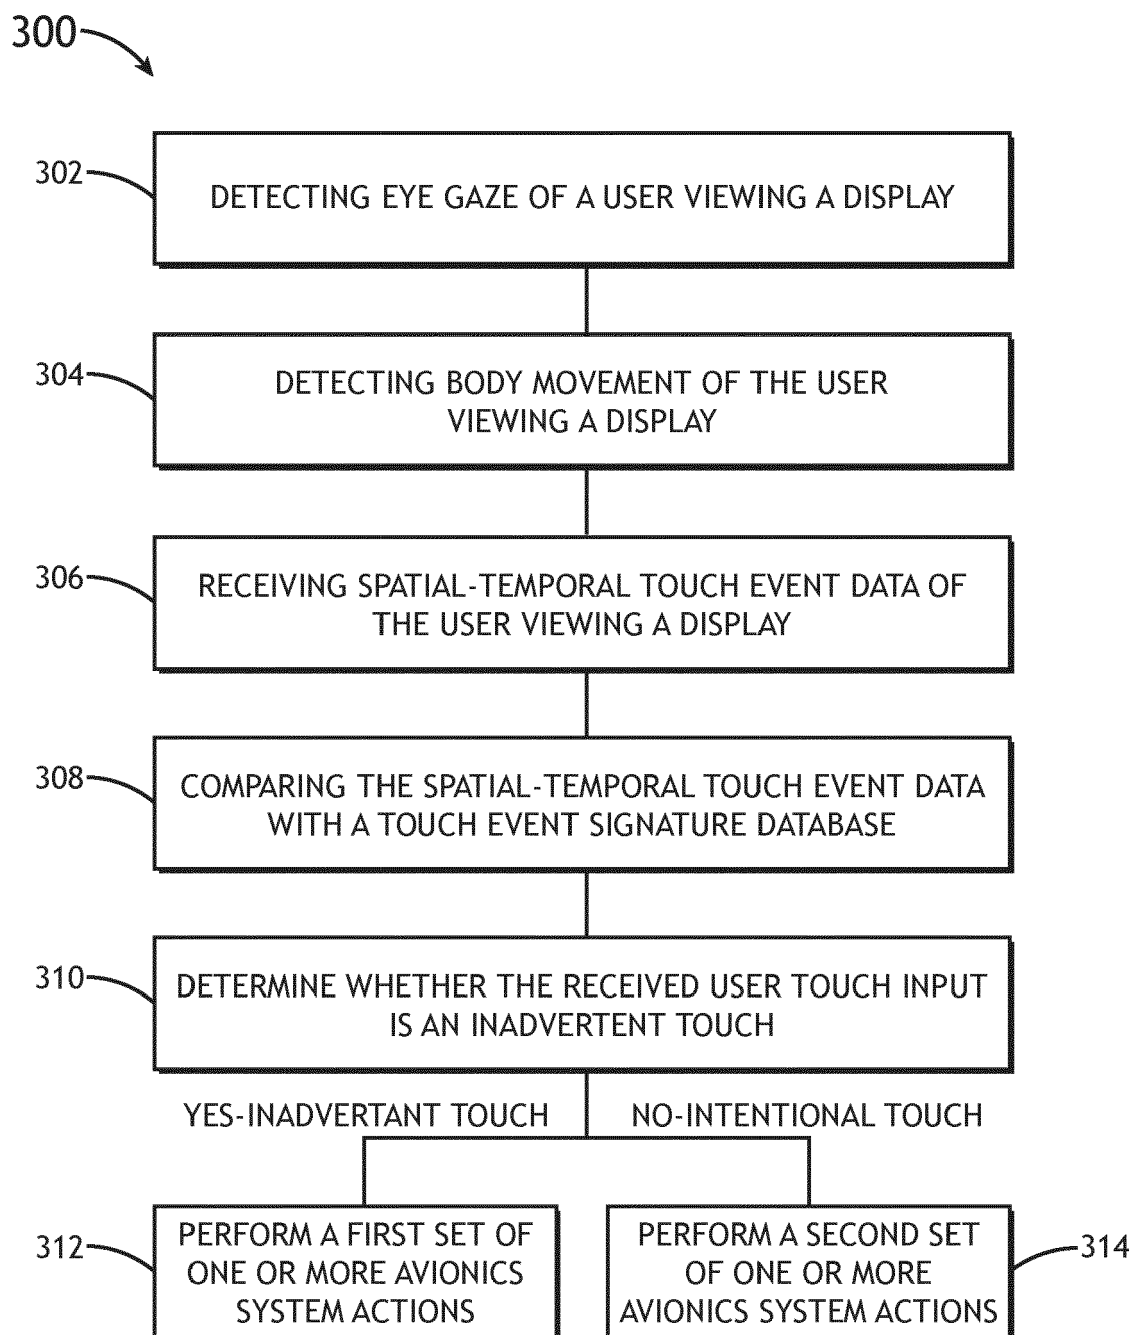 300
302
DETECTING EYE GAZE OF A USER VIEWING A DISPLAY
304
DETECTING BODY MOVEMENT OF THE USER
VIEWING A DISPLAY
306
RECEIVING SPATIAL-TEMPORAL TOUCH EVENT DATA OF
THE USER VIEWING A DISPLAY
308
COMPARING THE SPATIAL-TEMPORAL TOUCH EVENT DATA
WITH A TOUCH EVENT SIGNATURE DATABASE
310
DETERMINE WHETHER THE RECEIVED USER TOUCH INPUT
IS AN INADVERTENT TOUCH
YES-INADVERTANT TOUCH
NO-INTENTIONAL TOUCH
312
PERFORM A FIRST SET OF
ONE OR MORE AVIONICS
SYSTEM ACTIONS
PERFORM A SECOND SET
OF ONE OR MORE
AVIONICS SYSTEM ACTIONS
314